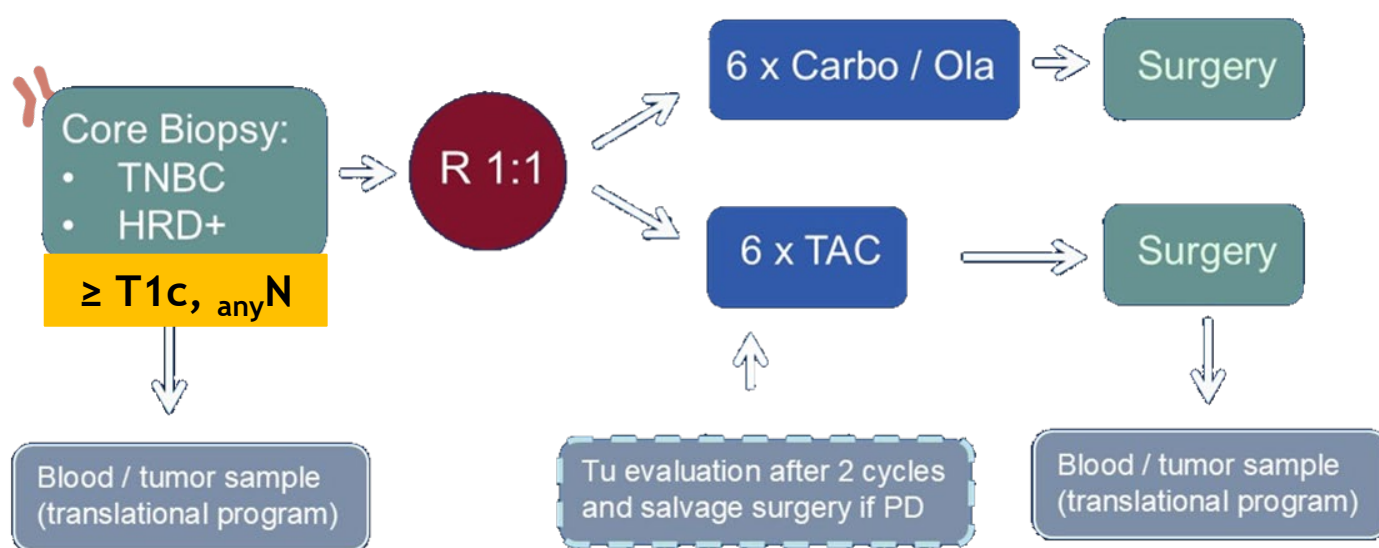 Core Biopsy:
• TNBC
• HRD+
≥ T1c, anyN
R 1:1
6 x Carbo / Ola
Surgery
6 x TAC
Surgery
Blood / tumor sample
(translational program)
Tu evaluation after 2 cycles
and salvage surgery if PD
Blood / tumor sample
(translational program)